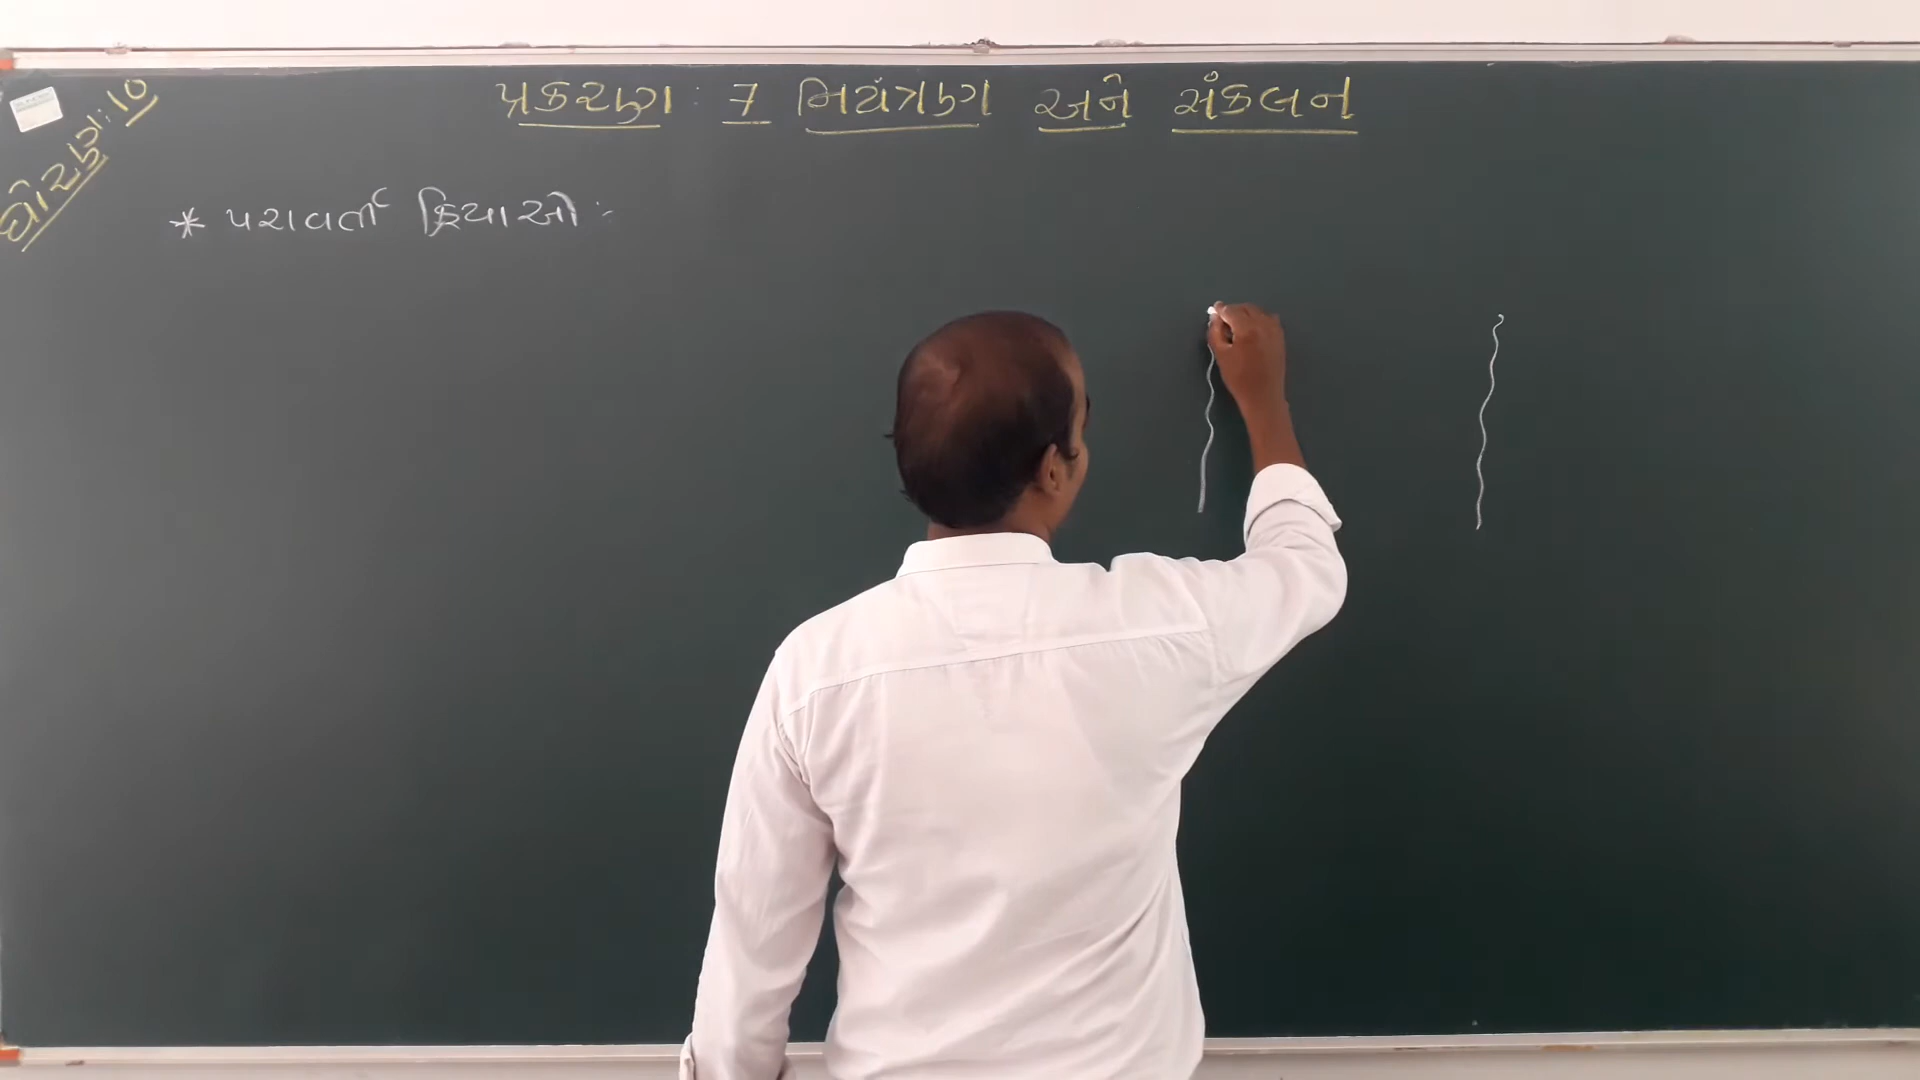 ધોરણ: 10
પ્રકરણ : 7 નિયંત્રણ અને સંકલન
* પરાવર્તી ક્રિયાઓ :-